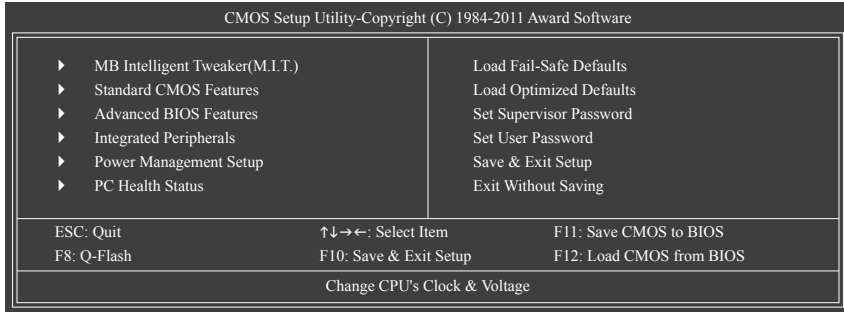 CMOS Setup Utility-Copyright (C) 1984-2011 Award Software
MB Intelligent Tweaker(M.I.T.)
Standard CMOS Features
Advanced BIOS Features
Integrated Peripherals
Power Management Setup
PC Health Status
Load Fail-Safe Defaults
Load Optimized Defaults
Set Supervisor Password
Set User Password
Save & Exit Setup
Exit Without Saving
ESC: Quit
↑↓→←: Select Item
F11: Save CMOS to BIOS
F8: Q-Flash
F10: Save & Exit Setup
F12: Load CMOS from BIOS
Change CPU's Clock & Voltage